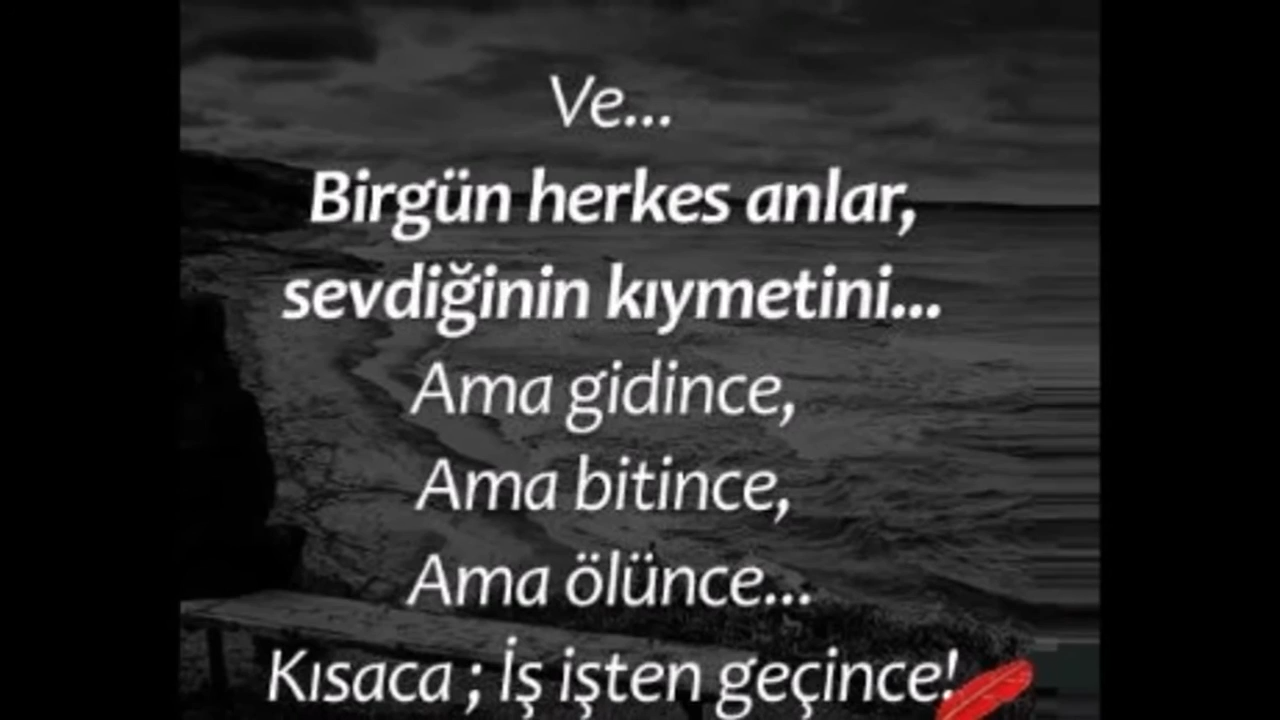 Ve...
Birgün herkes anlar,
sevdiğinin kıymetini...
Ama gidince,
Ama bitince,
Ama ölünce...
Kısaca ; İş işten geçince!